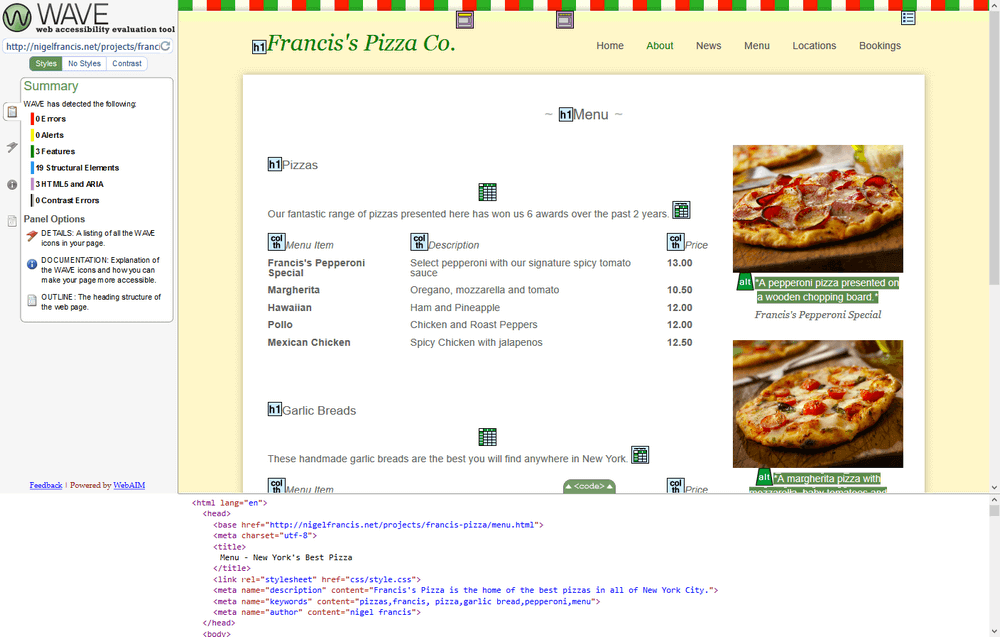 WAVE
web accessibility evaluation tool
http://nigelfrancis.net/projects/franci
Styles No Styles Contrast
Summary
WAVE has detected the following:
0 Errors
0 Alerts
3 Features
19 Structural Elements
3 HTML5 and ARIA
0 Contrast Errors
Panel Options
DETAILS: A listing of all the WAVE
icons in your page.
DOCUMENTATION: Explanation of
the WAVE icons and how you can
make your page more accessible.
OUTLINE: The heading structure of
the web page.
Feedback | Powered by WebAIM
h1 Francis's Pizza Co.
Home About News Menu Locations Bookings
~ h1 Menu ~
h1 Pizzas
Our fantastic range of pizzas presented here has won us 6 awards over the past 2 years.
col th Menu Item col th Description col th Price
Francis's Pepperoni Special Select pepperoni with our signature spicy tomato sauce 13.00
Margherita Oregano, mozzarella and tomato 10.50
Hawaiian Ham and Pineapple 12.00
Pollo Chicken and Roast Peppers 12.00
Mexican Chicken Spicy Chicken with jalapenos 12.50
alt *A pepperoni pizza presented on
a wooden chopping board.*
Francis's Pepperoni Special
h1 Garlic Breads
These handmade garlic breads are the best you will find anywhere in New York.
col th Menu Item col th Price
alt *A margherita pizza with
mozzarella, baby tomatoes and
<code>
<html lang="en">
<head>
<base href="http://nigelfrancis.net/projects/francis-pizza/menu.html">
<meta charset="utf-8">
<title>
Menu - New York's Best Pizza
</title>
<link rel="stylesheet" href="css/style.css">
<meta name="description" content="Francis's Pizza is the home of the best pizzas in all of New York City.">
<meta name="keywords" content="pizzas,francis, pizza,garlic bread,pepperoni,menu">
<meta name="author" content="nigel francis">
</head>
<body>